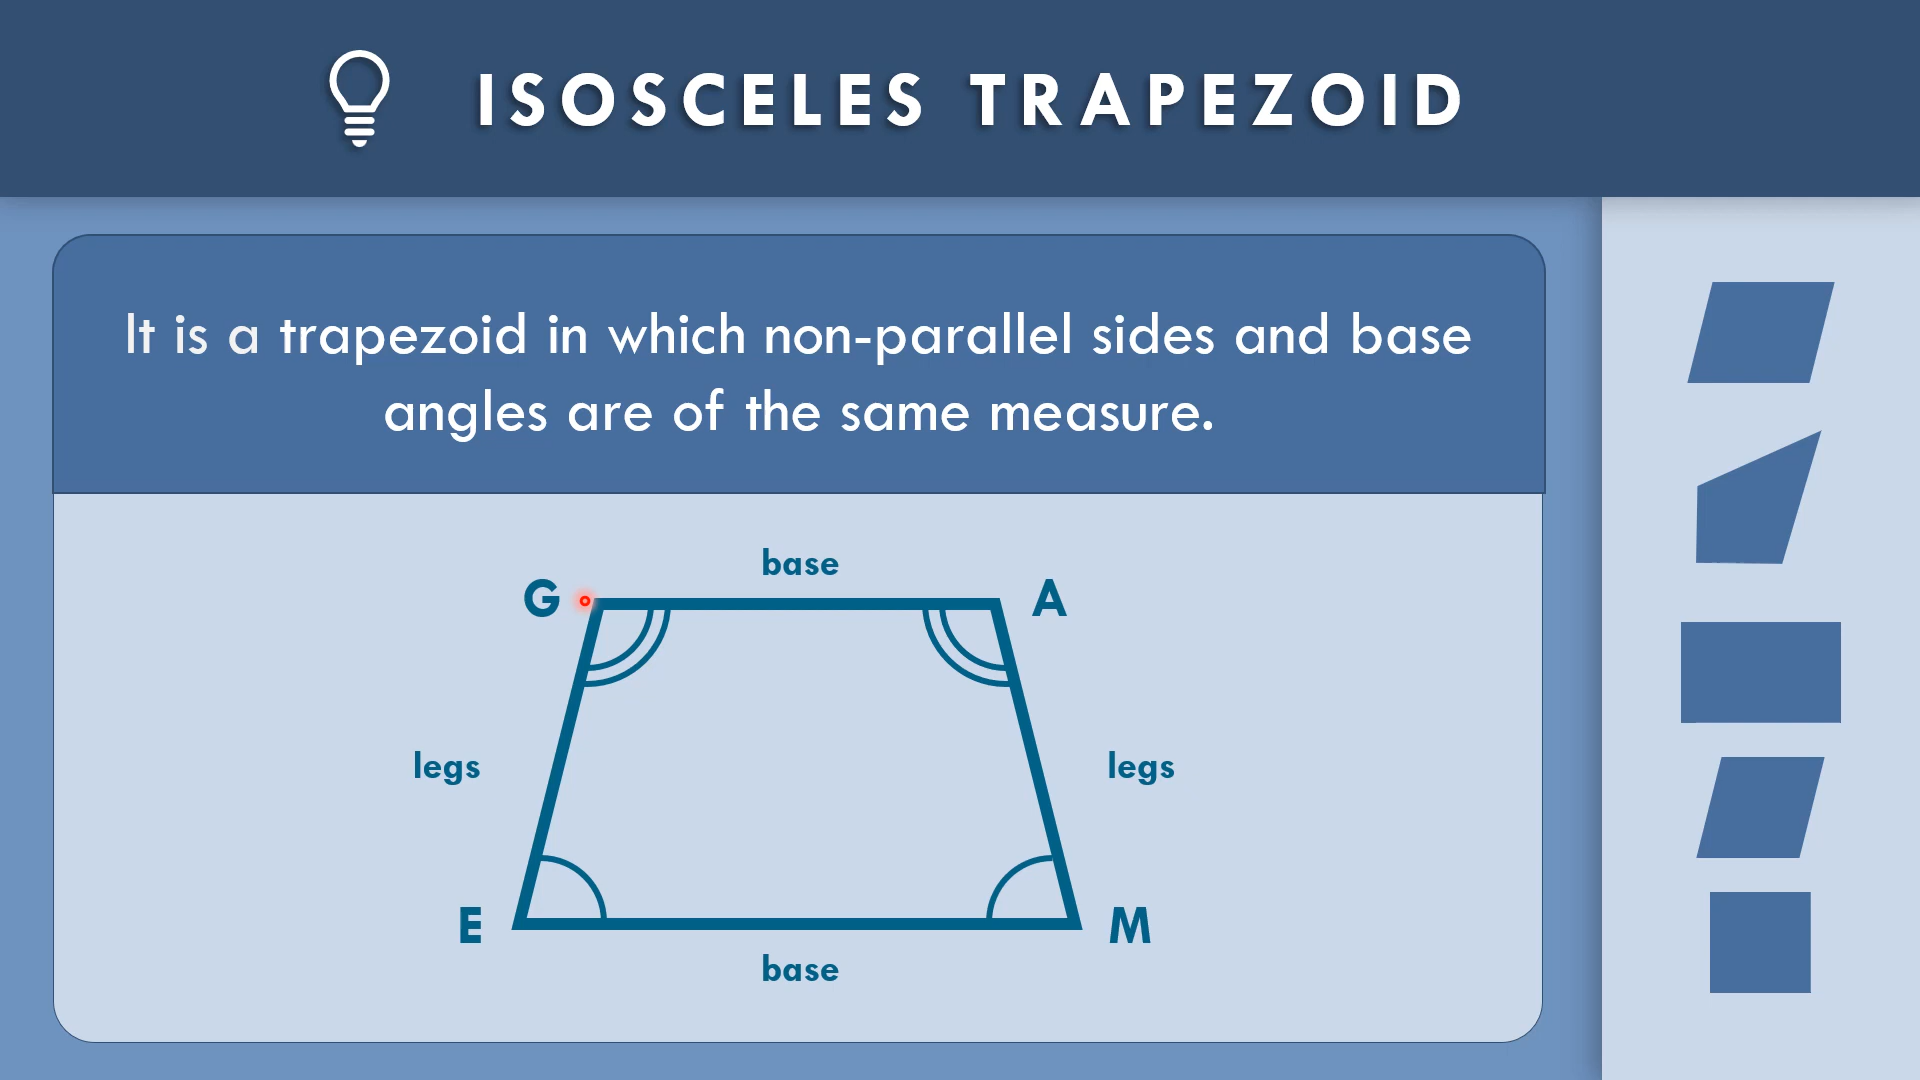 ISOSCELES TRAPEZOID
It is a trapezoid in which non-parallel sides and base
angles are of the same measure.
base
G
A
legs
legs
E
M
base